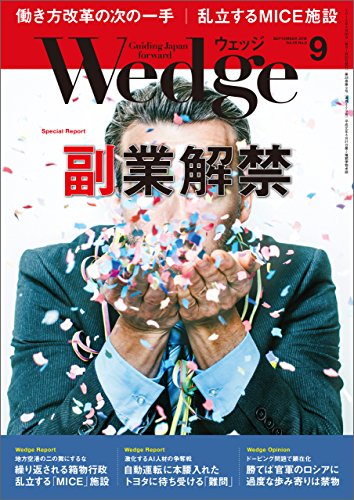 働き方改革の次の一手 | 乱立するMICE施設
Guiding Japan
forward
ウェッジ
Wedge
SEPTEMBER 2018
9
Special Report
副業解禁
Wedge Report
地方空港の二の舞にするな
繰り返される箱物行政
乱立する「MICE」施設
Wedge Report
激化するAI人材の争奪戦
自動運転に本腰入れた
トヨタに待ち受ける「難問」
Wedge Opinion
ドーピング問題で顕在化
勝てば官軍のロシアに
過度な歩み寄りは禁物